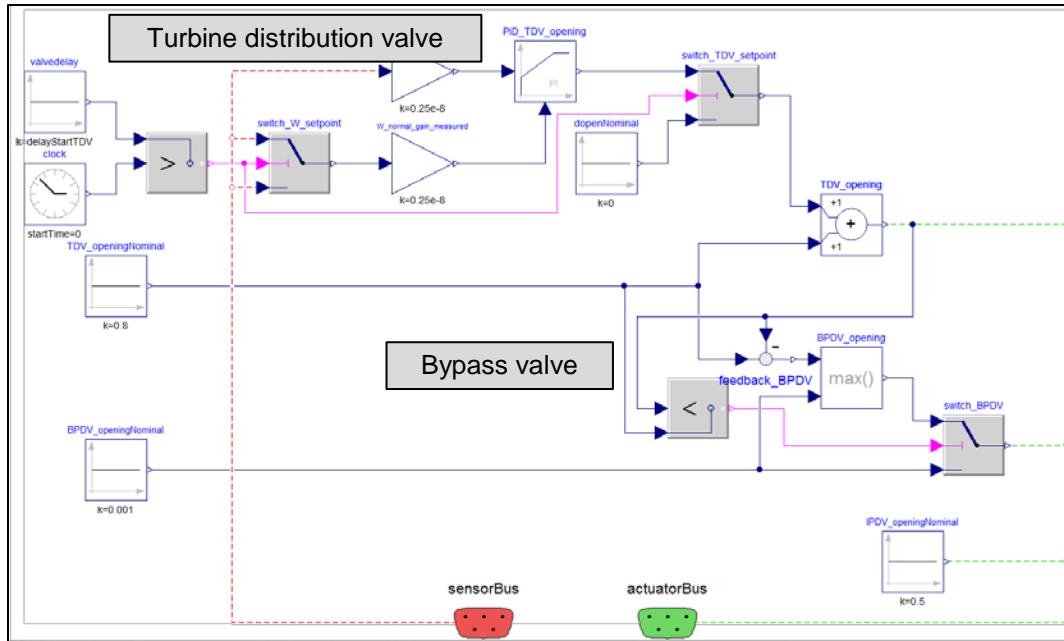 Turbine distribution valve
PID_TDV_opening
PI
switch_TDV_setpoint
valvedelay
k=delayStartTDV
k=0.25e-8
switch_W_setpoint
W_normal_gain_measured
dopenNominal
clock
>
k=0.25e-8
k=0
startTime=0
TDV_opening
+1
+
+1
TDV_openingNominal
k=0.8
Bypass valve
-
BPDV_opening
max()
feedback_BPDV
<
switch_BPDV
BPDV_openingNominal
k=0.001
IPDV_openingNominal
k=0.5
sensorBus
actuatorBus